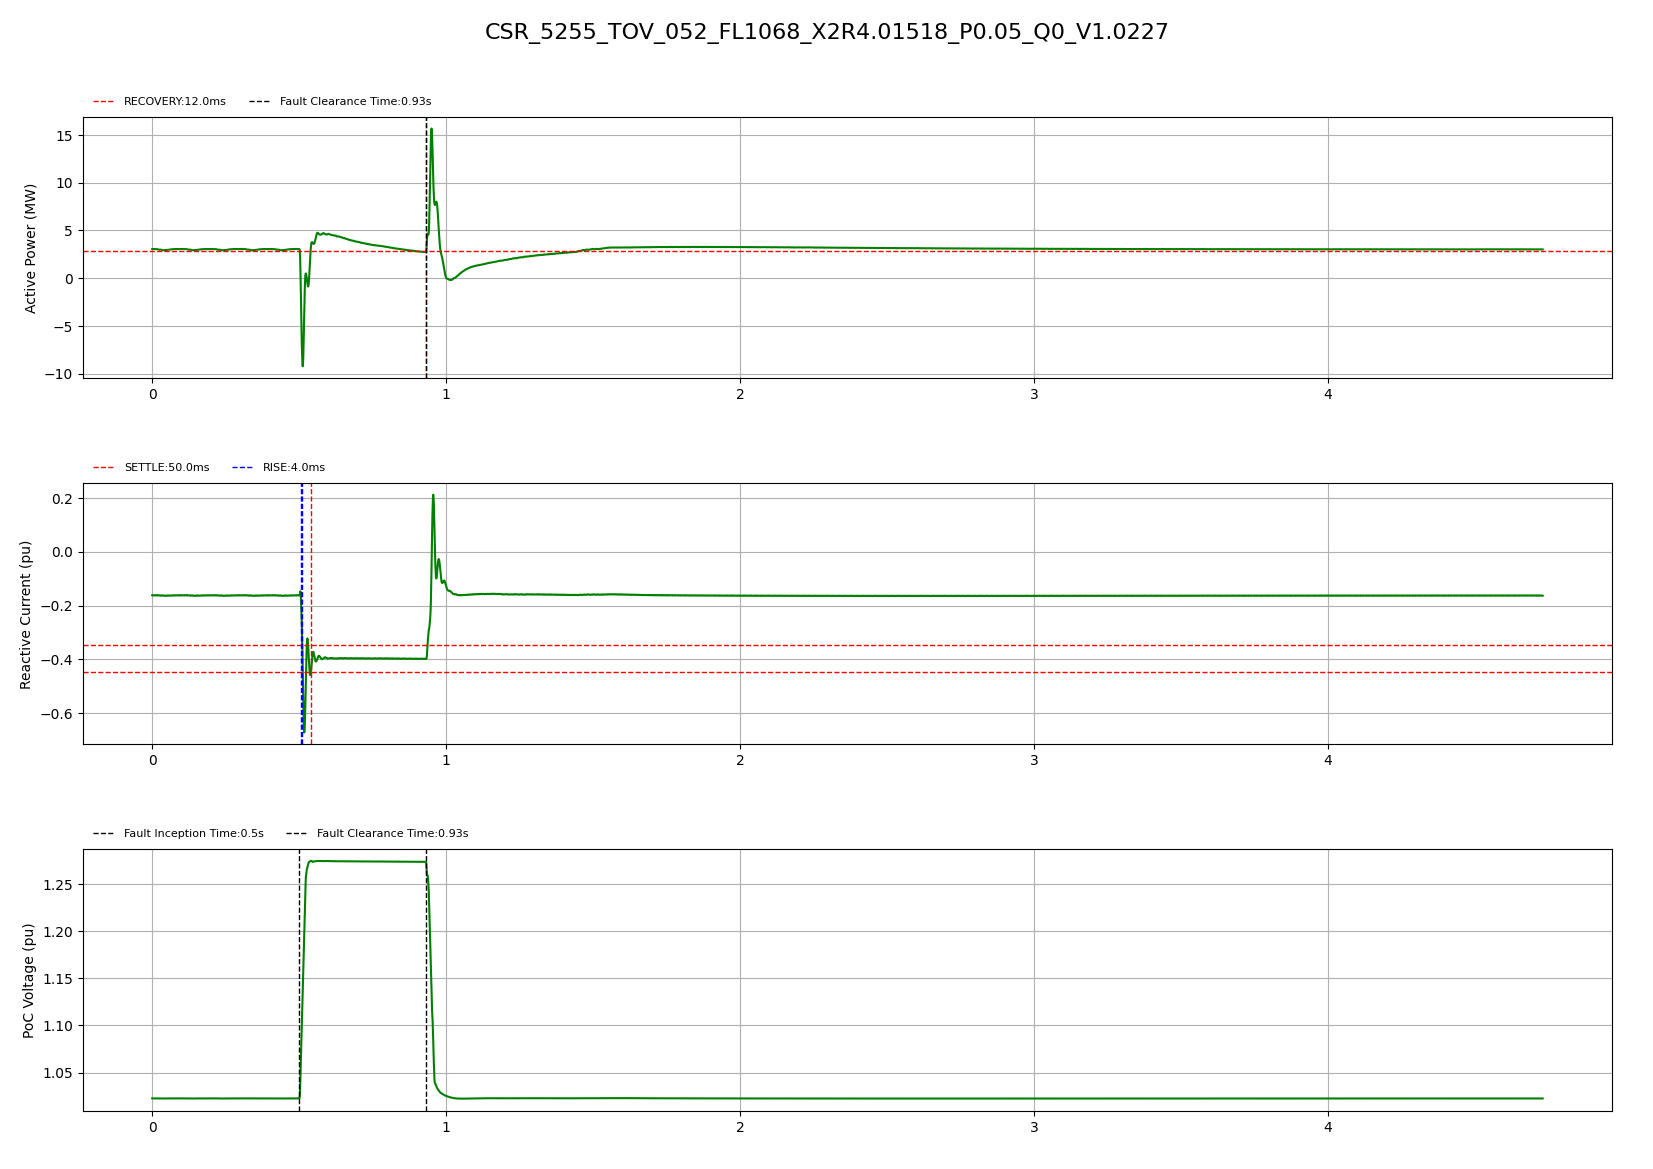 CSR_5255_TOV_052_FL1068_X2R4.01518_P0.05_Q0_V1.0227
RECOVERY:12.0ms Fault Clearance Time:0.93s
Active Power (MW)
15
10
5
0
−5
−10
0 1 2 3 4
SETTLE:50.0ms RISE:4.0ms
Reactive Current (pu)
0.2
0.0
−0.2
−0.4
−0.6
0 1 2 3 4
Fault Inception Time:0.5s Fault Clearance Time:0.93s
PoC Voltage (pu)
1.25
1.20
1.15
1.10
1.05
0 1 2 3 4